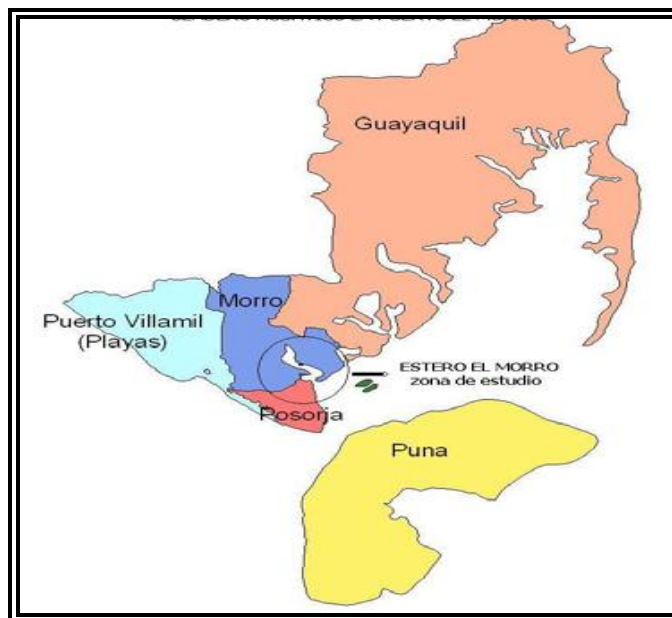 Guayaquil
Morro
Puerto Villamil
(Playas)
ESTERO EL MORRO
zona de estudio
Posorja
Puna